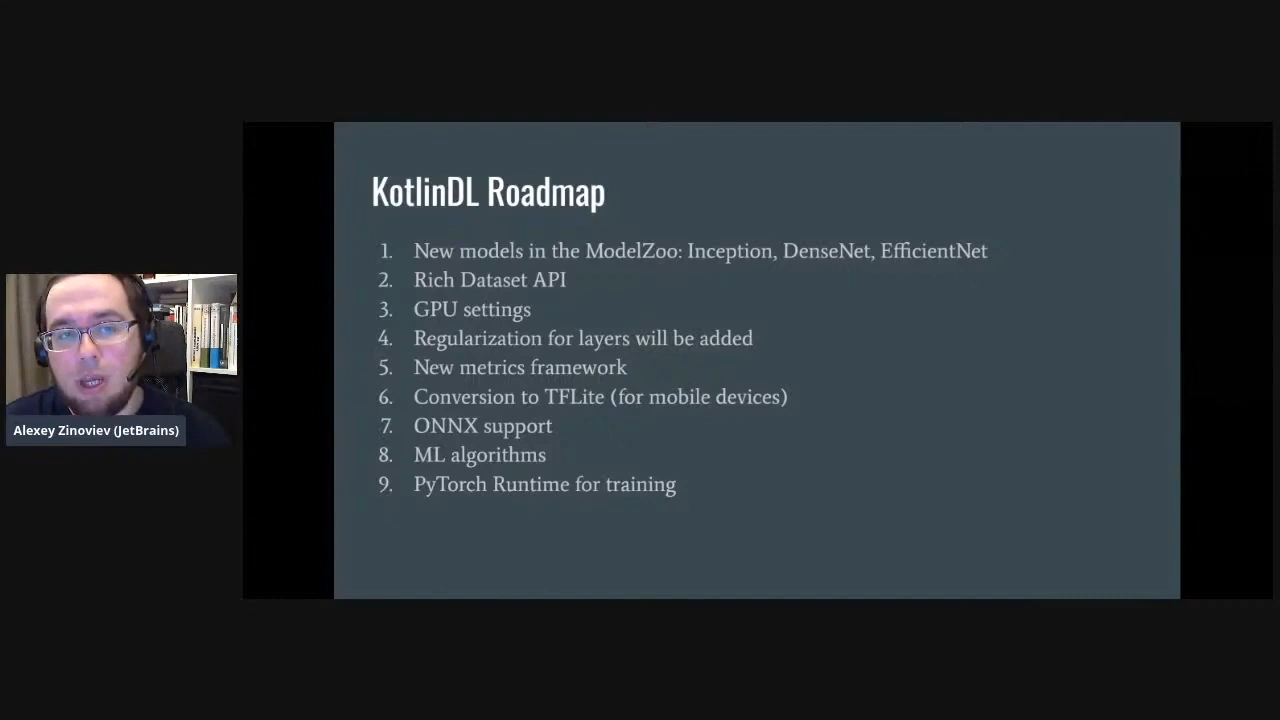 KotlinDL Roadmap
1. New models in the ModelZoo: Inception, DenseNet, EfficientNet
2. Rich Dataset API
3. GPU settings
4. Regularization for layers will be added
5. New metrics framework
6. Conversion to TFLite (for mobile devices)
7. ONNX support
8. ML algorithms
9. PyTorch Runtime for training
Alexey Zinoviev (JetBrains)